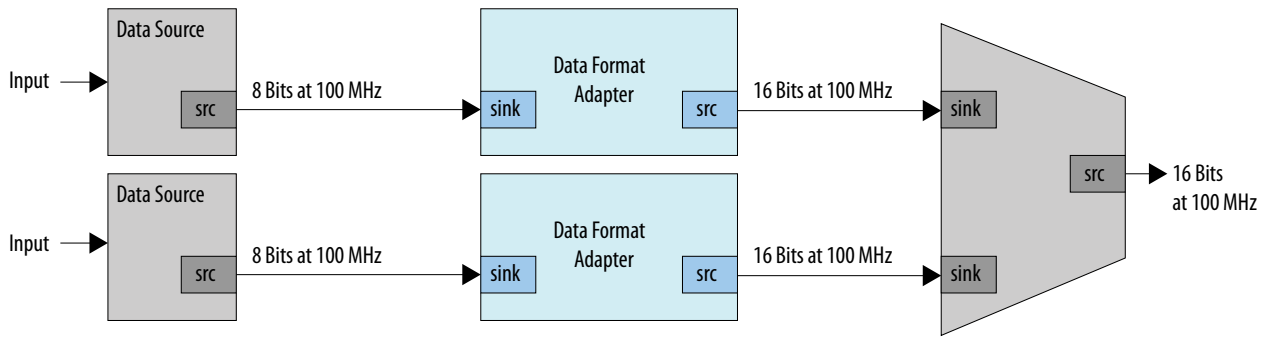 Data Source
Input
src
8 Bits at 100 MHz
sink
Data Format
Adapter
src
16 Bits at 100 MHz
sink
src
16 Bits
at 100 MHz
Data Source
Input
src
8 Bits at 100 MHz
sink
Data Format
Adapter
src
16 Bits at 100 MHz
sink